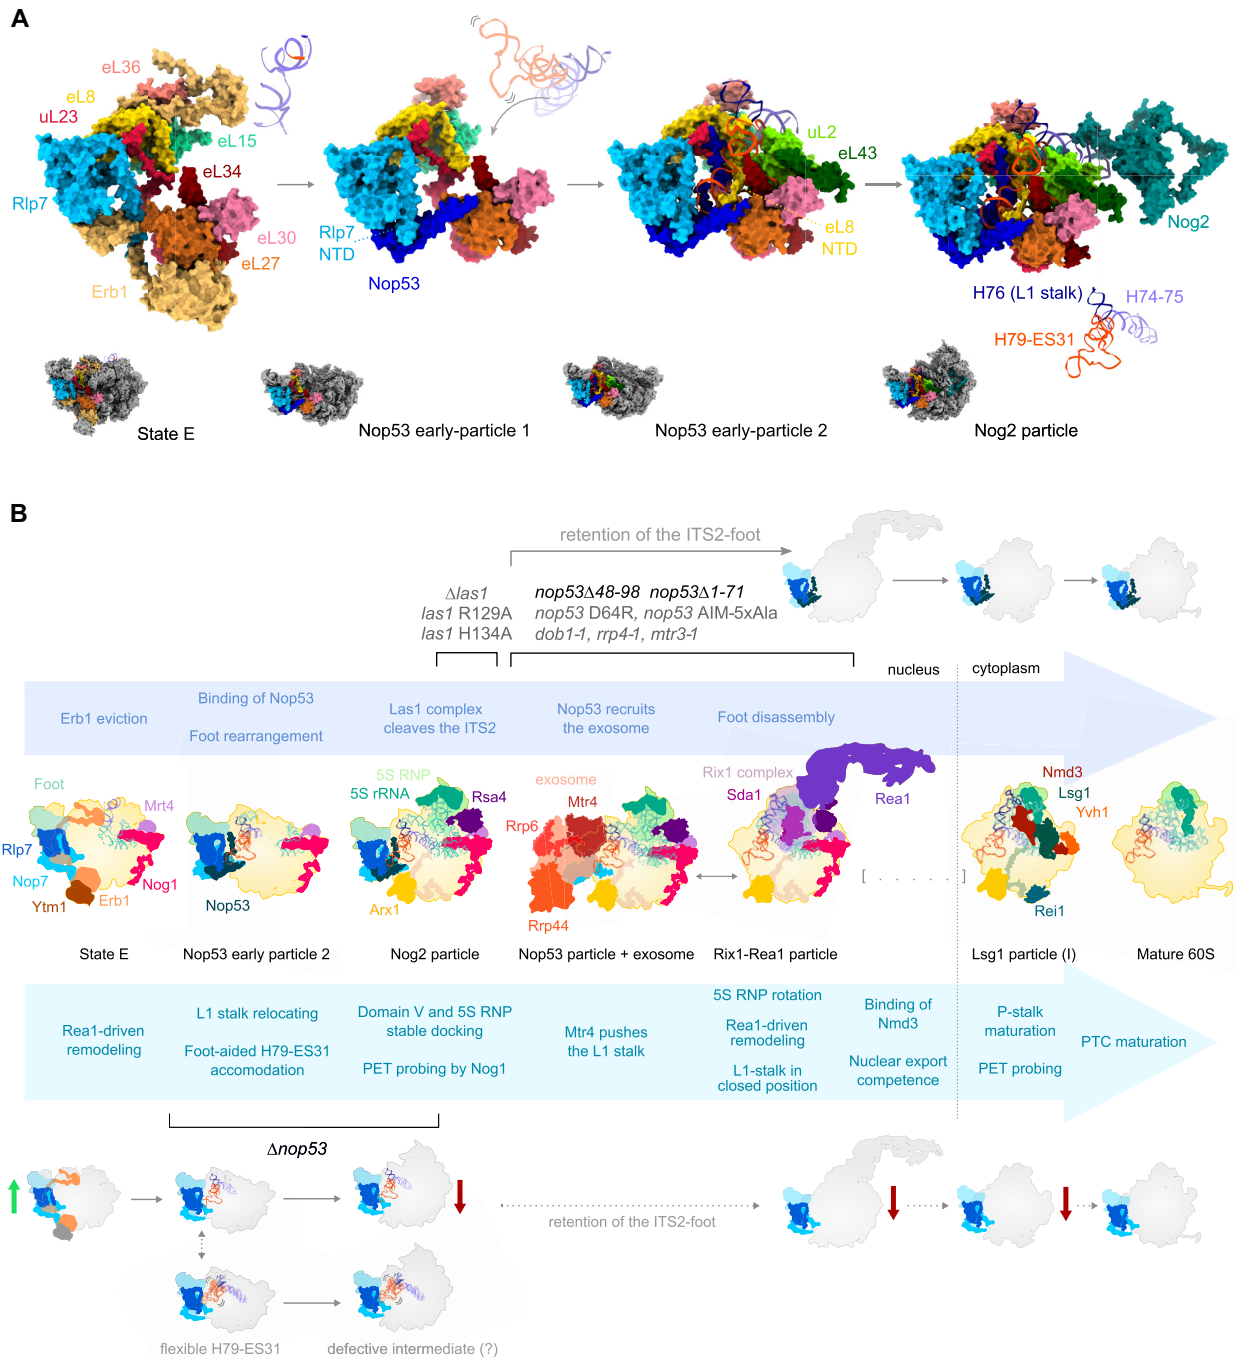 A
eL36
eL8
uL23
eL15
eL34
Rlp7
eL30
eL27
Erb1
Rlp7
NTD
Nop53
uL2
eL43
eL8
NTD
Nog2
H76 (L1 stalk)
H74-75
H79-ES31
State E
Nop53 early-particle 1
Nop53 early-particle 2
Nog2 particle
B
retention of the ITS2-foot
Δlas1
las1 R129A
las1 H134A
nop53Δ48-98 nop53Δ1-71
nop53 D64R, nop53 AIM-5xAla
dob1-1, rrp4-1, mtr3-1
nucleus
cytoplasm
Erb1 eviction
Binding of Nop53
Foot rearrangement
Las1 complex
cleaves the ITS2
Nop53 recruits
the exosome
Foot disassembly
Foot
Mrt4
Rlp7
Nop7
Ytm1
Erb1
Nog1
Nop53
5S RNP
5S rRNA
Rsa4
Arx1
exosome
Mtr4
Rrp6
Rrp44
Rix1 complex
Sda1
Rea1
[ . . . . . . ]
Nmd3
Lsg1
Yvh1
Rei1
State E
Nop53 early particle 2
Nog2 particle
Nop53 particle + exosome
Rix1-Rea1 particle
Lsg1 particle (I)
Mature 60S
Rea1-driven
remodeling
L1 stalk relocating
Foot-aided H79-ES31
accomodation
Domain V and 5S RNP
stable docking
PET probing by Nog1
Mtr4 pushes
the L1 stalk
5S RNP rotation
Rea1-driven
remodeling
L1-stalk in
closed position
Binding of
Nmd3
Nuclear export
competence
P-stalk
maturation
PET probing
PTC maturation
Δnop53
retention of the ITS2-foot
flexible H79-ES31
defective intermediate (?)